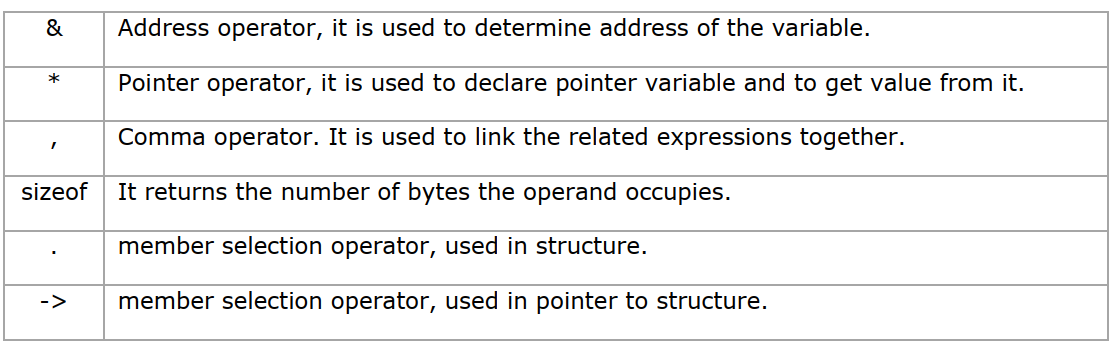 & Address operator, it is used to determine address of the variable.
* Pointer operator, it is used to declare pointer variable and to get value from it.
, Comma operator. It is used to link the related expressions together.
sizeof It returns the number of bytes the operand occupies.
. member selection operator, used in structure.
-> member selection operator, used in pointer to structure.